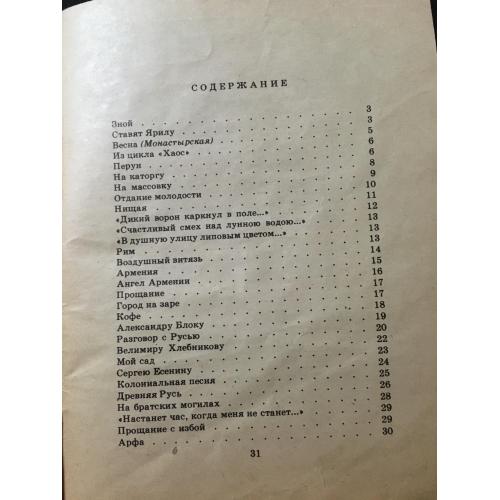 СОДЕРЖАНИЕ
Зной . . . . . . . . . . . . 3
Ставят Ярилу . . . . . . . . . . 3
Весна (Монастырская) . . . . . . . . 5
Из цикла «Хаос» . . . . . . . . . 6
Перун . . . . . . . . . . . . 6
На каторгу . . . . . . . . . . . 8
На массовку . . . . . . . . . . 9
Отдание молодости . . . . . . . . . 10
Нищая . . . . . . . . . . . . 11
«Дикий ворон каркнул в поле...» . . . . . . 12
«Счастливый смех над лунною водою...» . . . . 13
«В душную улицу липовым цветом...» . . . . . 13
Рим . . . . . . . . . . . . 13
Воздушный витязь . . . . . . . . . 14
Армения . . . . . . . . . . . 15
Ангел Армении . . . . . . . . . . 16
Прощание . . . . . . . . . . . 17
Город на заре . . . . . . . . . . 17
Кофе . . . . . . . . . . . . 18
Александру Блоку . . . . . . . . . 19
Разговор с Русью . . . . . . . . . 20
Велимиру Хлебникову . . . . . . . . 22
Мой сад . . . . . . . . . . . 23
Сергею Есенину . . . . . . . . . . 24
Колониальная песня . . . . . . . . . 25
Древняя Русь . . . . . . . . . . 26
На братских могилах . . . . . . . . 28
«Настанет час, когда меня не станет...» . . . . 29
Прощание с избой . . . . . . . . . 29
Арфа . . . . . . . . . . . . 30
31